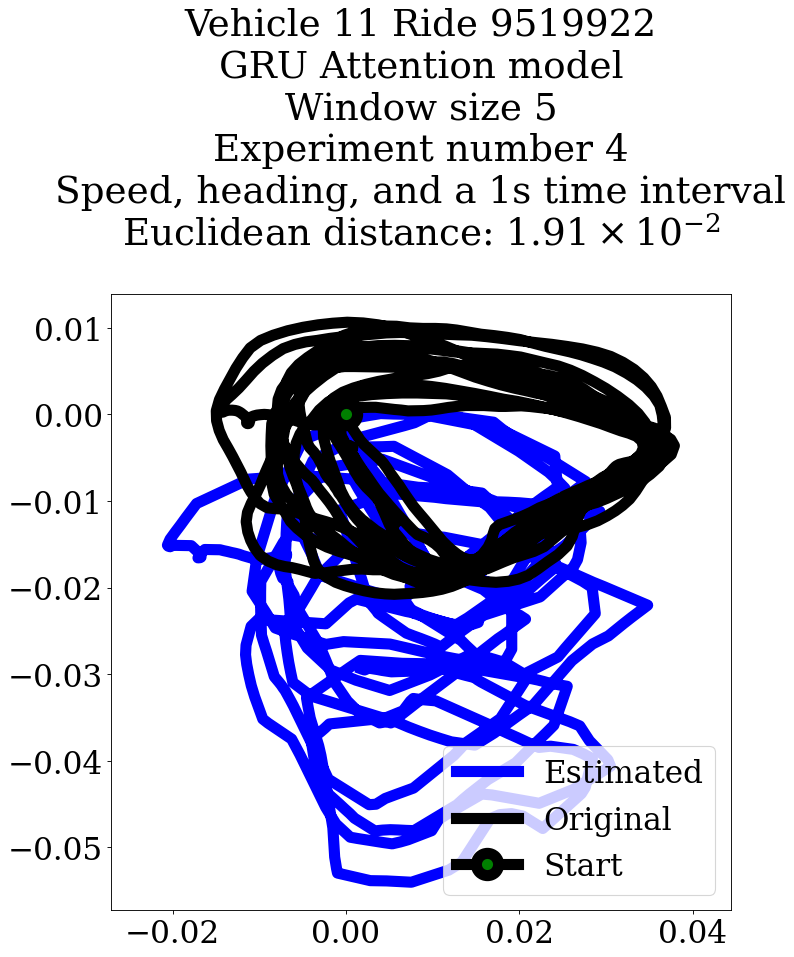 Vehicle 11 Ride 9519922
GRU Attention model
Window size 5
Experiment number 4
Speed, heading, and a 1s time interval
Euclidean distance: 1.91 × 10⁻²
0.01
0.00
−0.01
−0.02
−0.03
−0.04
−0.05
Estimated
Original
Start
−0.02 0.00 0.02 0.04